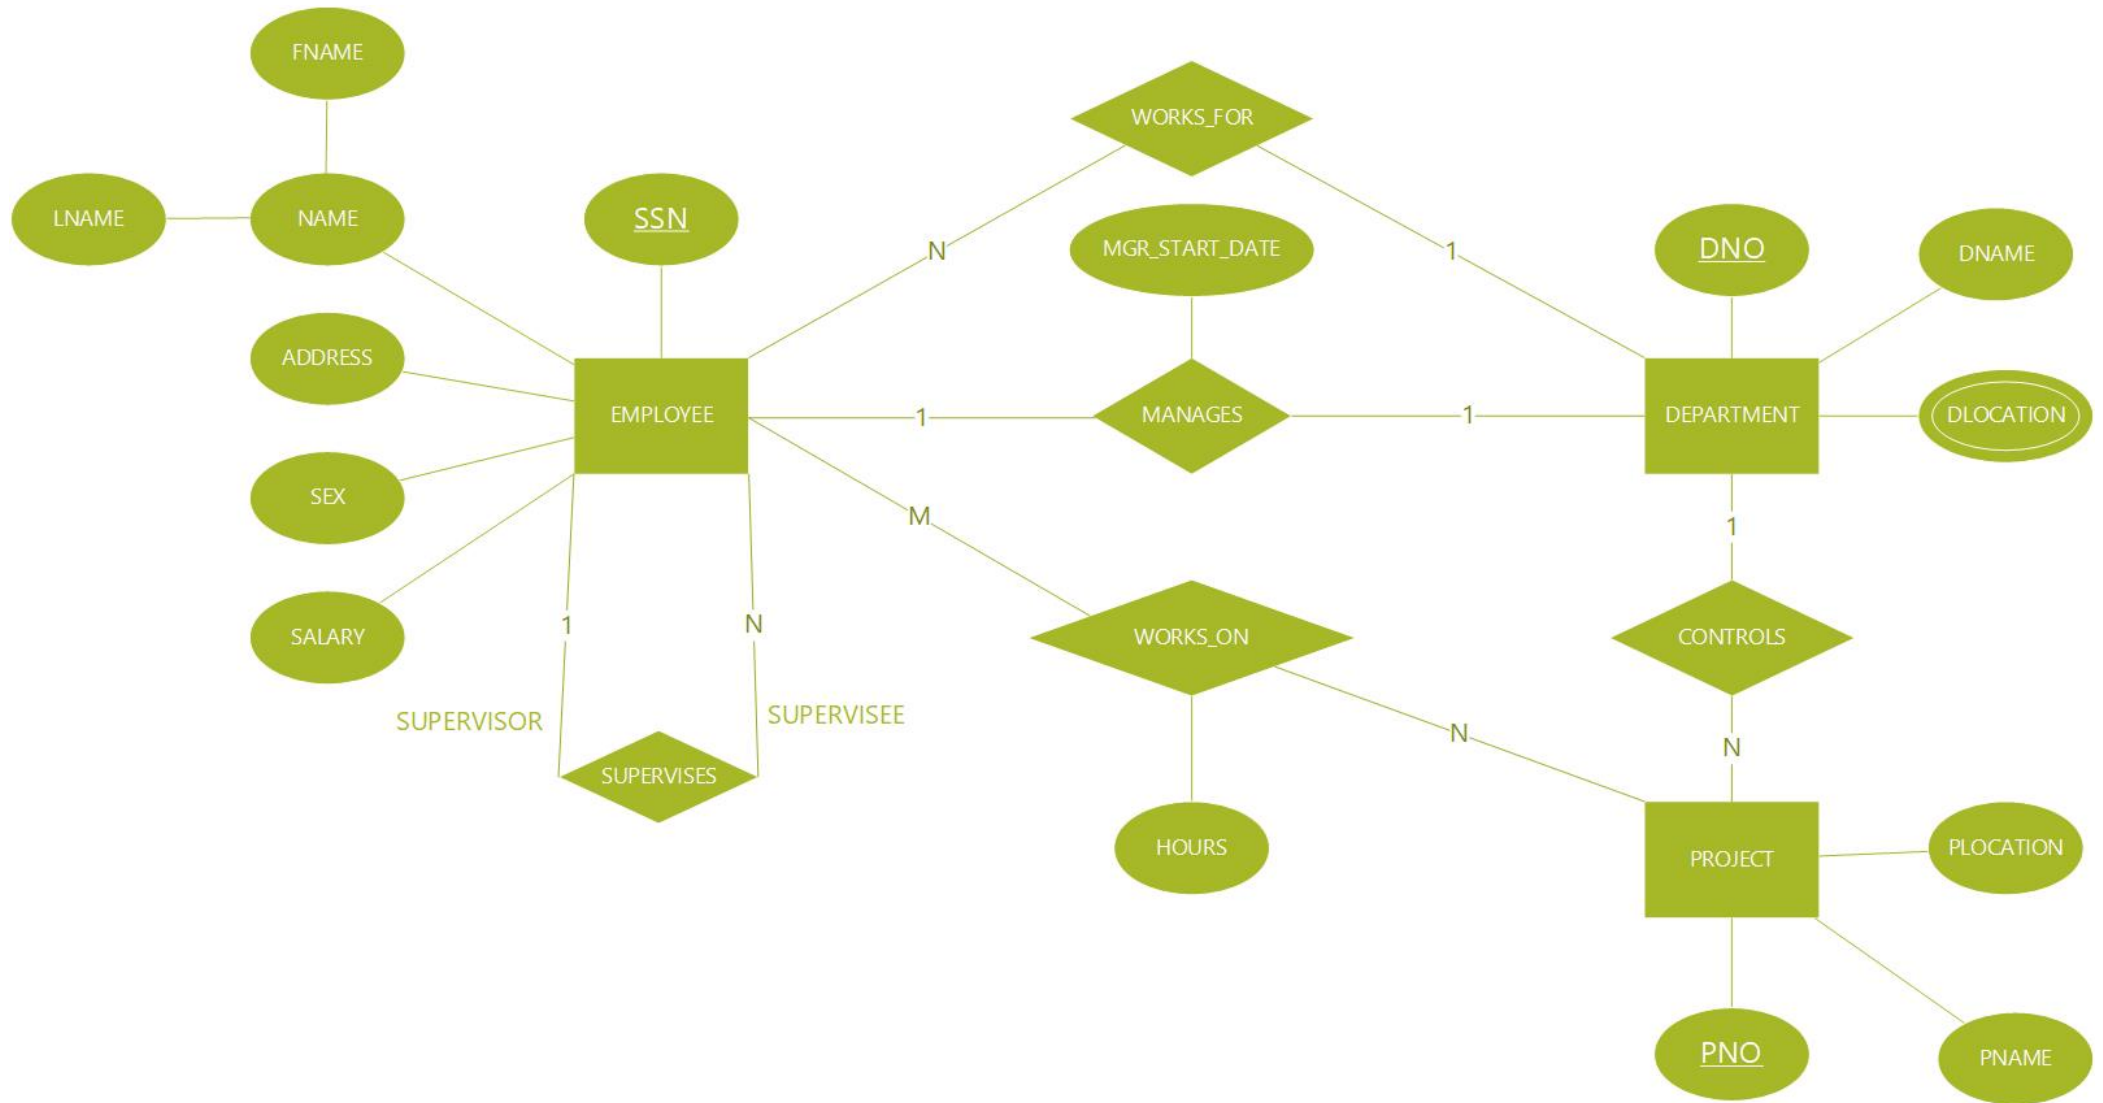 FNAME
WORKS_FOR
LNAME
NAME
SSN
N
MGR_START_DATE
1
DNO
DNAME
ADDRESS
EMPLOYEE
1
MANAGES
1
DEPARTMENT
DLOCATION
SEX
M
1
1
N
SALARY
WORKS_ON
CONTROLS
SUPERVISOR
SUPERVISEE
N
N
SUPERVISES
HOURS
PROJECT
PLOCATION
PNO
PNAME